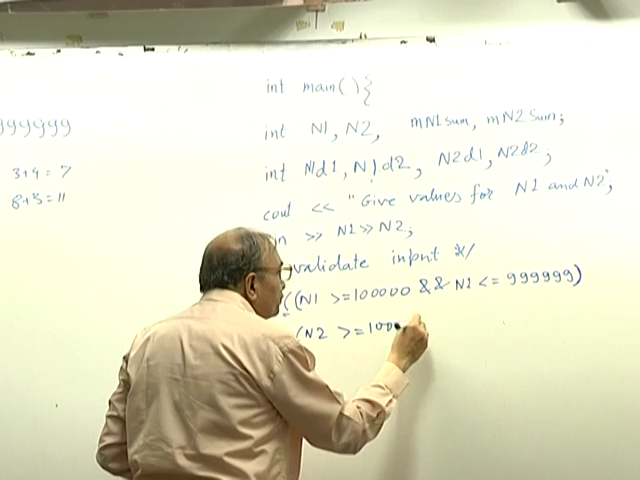 999999
3+4 = 7
8+3 = 11
int main(){
int N1, N2, mN1sum, mN2Sum;
int N1d1, N1d2, N2d1, N2d2;
cout << "Give values for N1 and N2";
>> N1 >> N2;
validate input */
((N1 >=100000 && N1 <= 999999)
(N2 >=100